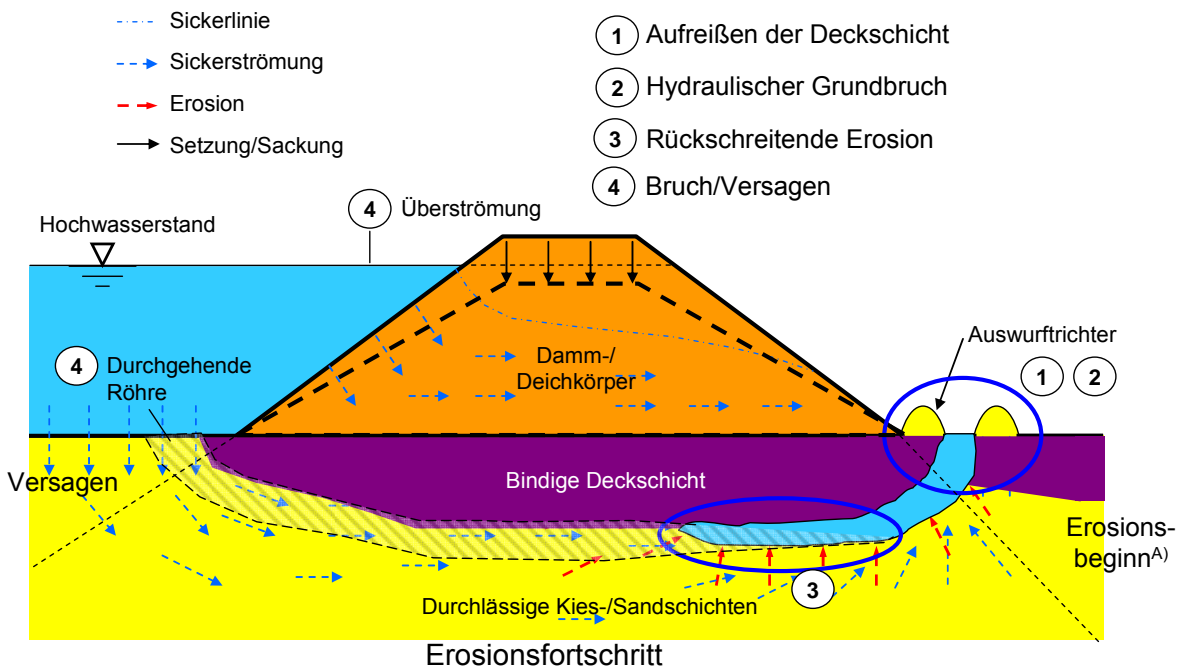 Sickerlinie
Sickerströmung
Erosion
Setzung/Sackung
1 Aufreißen der Deckschicht
2 Hydraulischer Grundbruch
3 Rückschreitende Erosion
4 Bruch/Versagen
Hochwasserstand
4 Überströmung
Auswurftrichter
1 2
4 Durchgehende
Röhre
Damm-/
Deichkörper
Versagen
Bindige Deckschicht
Erosions-
beginnA)
3
Durchlässige Kies-/Sandschichten
Erosionsfortschritt